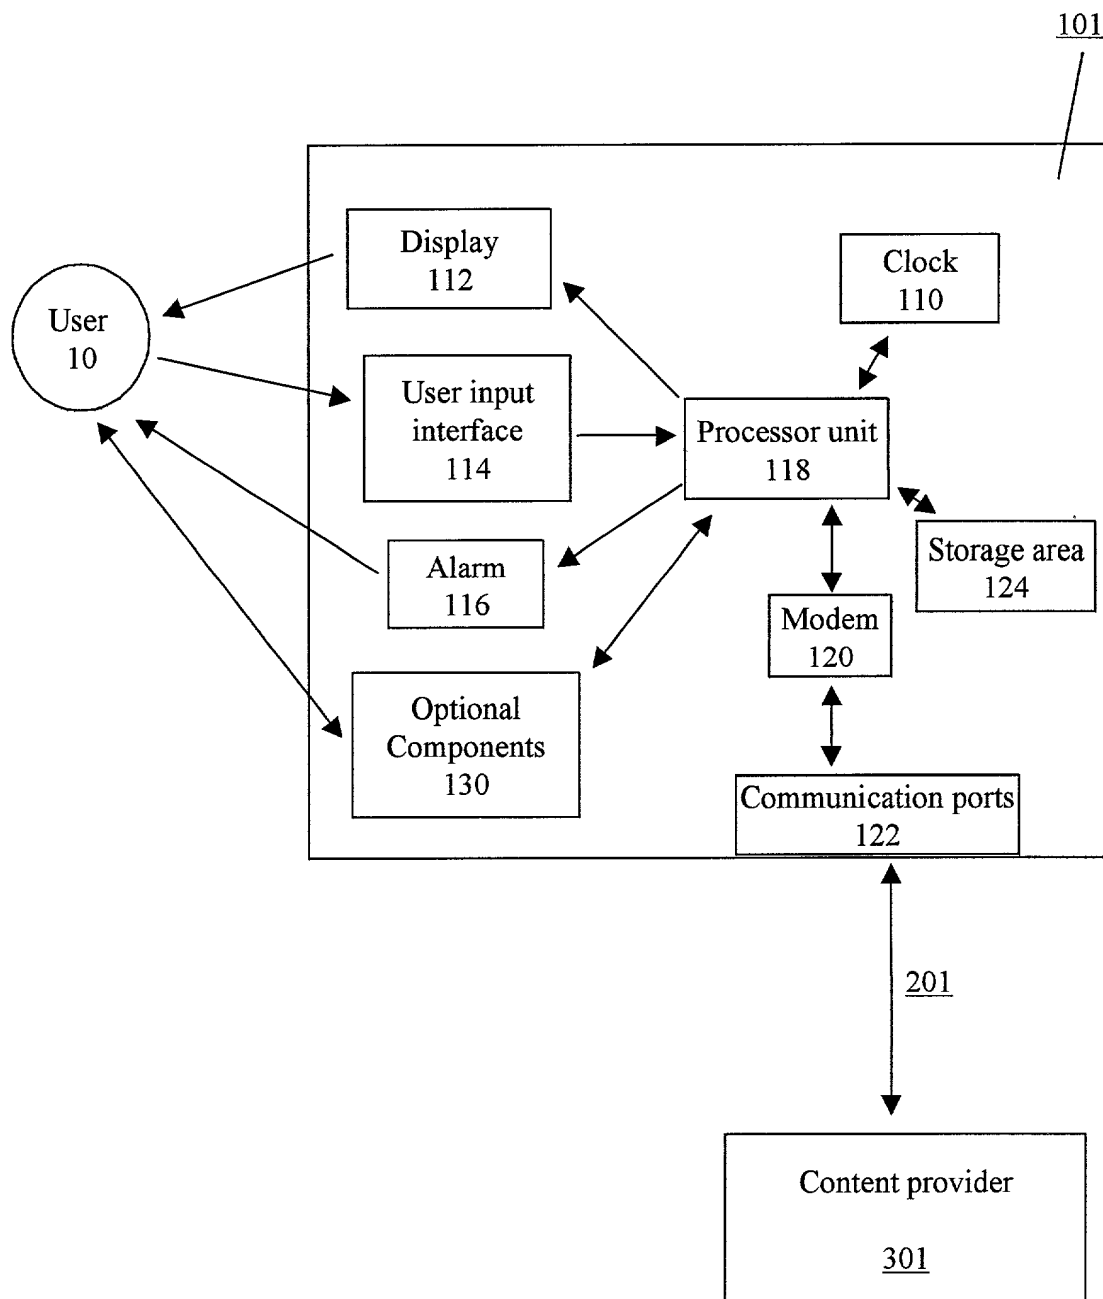 101
Display
112
Clock
110
User
10
User input
interface
114
Processor unit
118
Alarm
116
Storage area
124
Modem
120
Optional
Components
130
Communication ports
122
201
Content provider
301